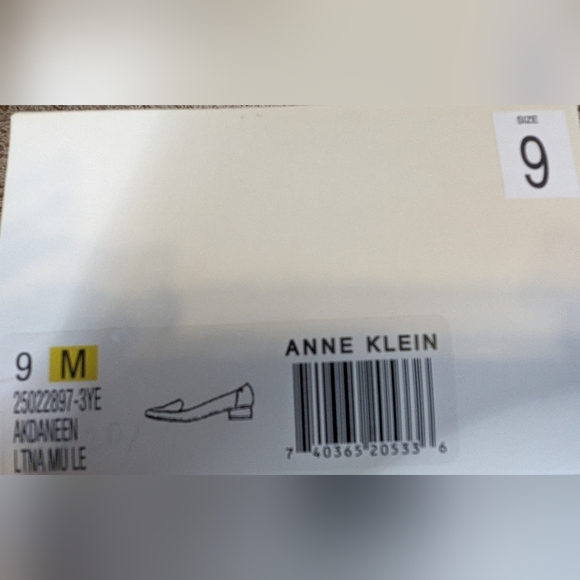 SIZE
9
9 M
25022897-3YE
AKDANEEN
LTNA MU LE
ANNE KLEIN
7 40365 20533 6